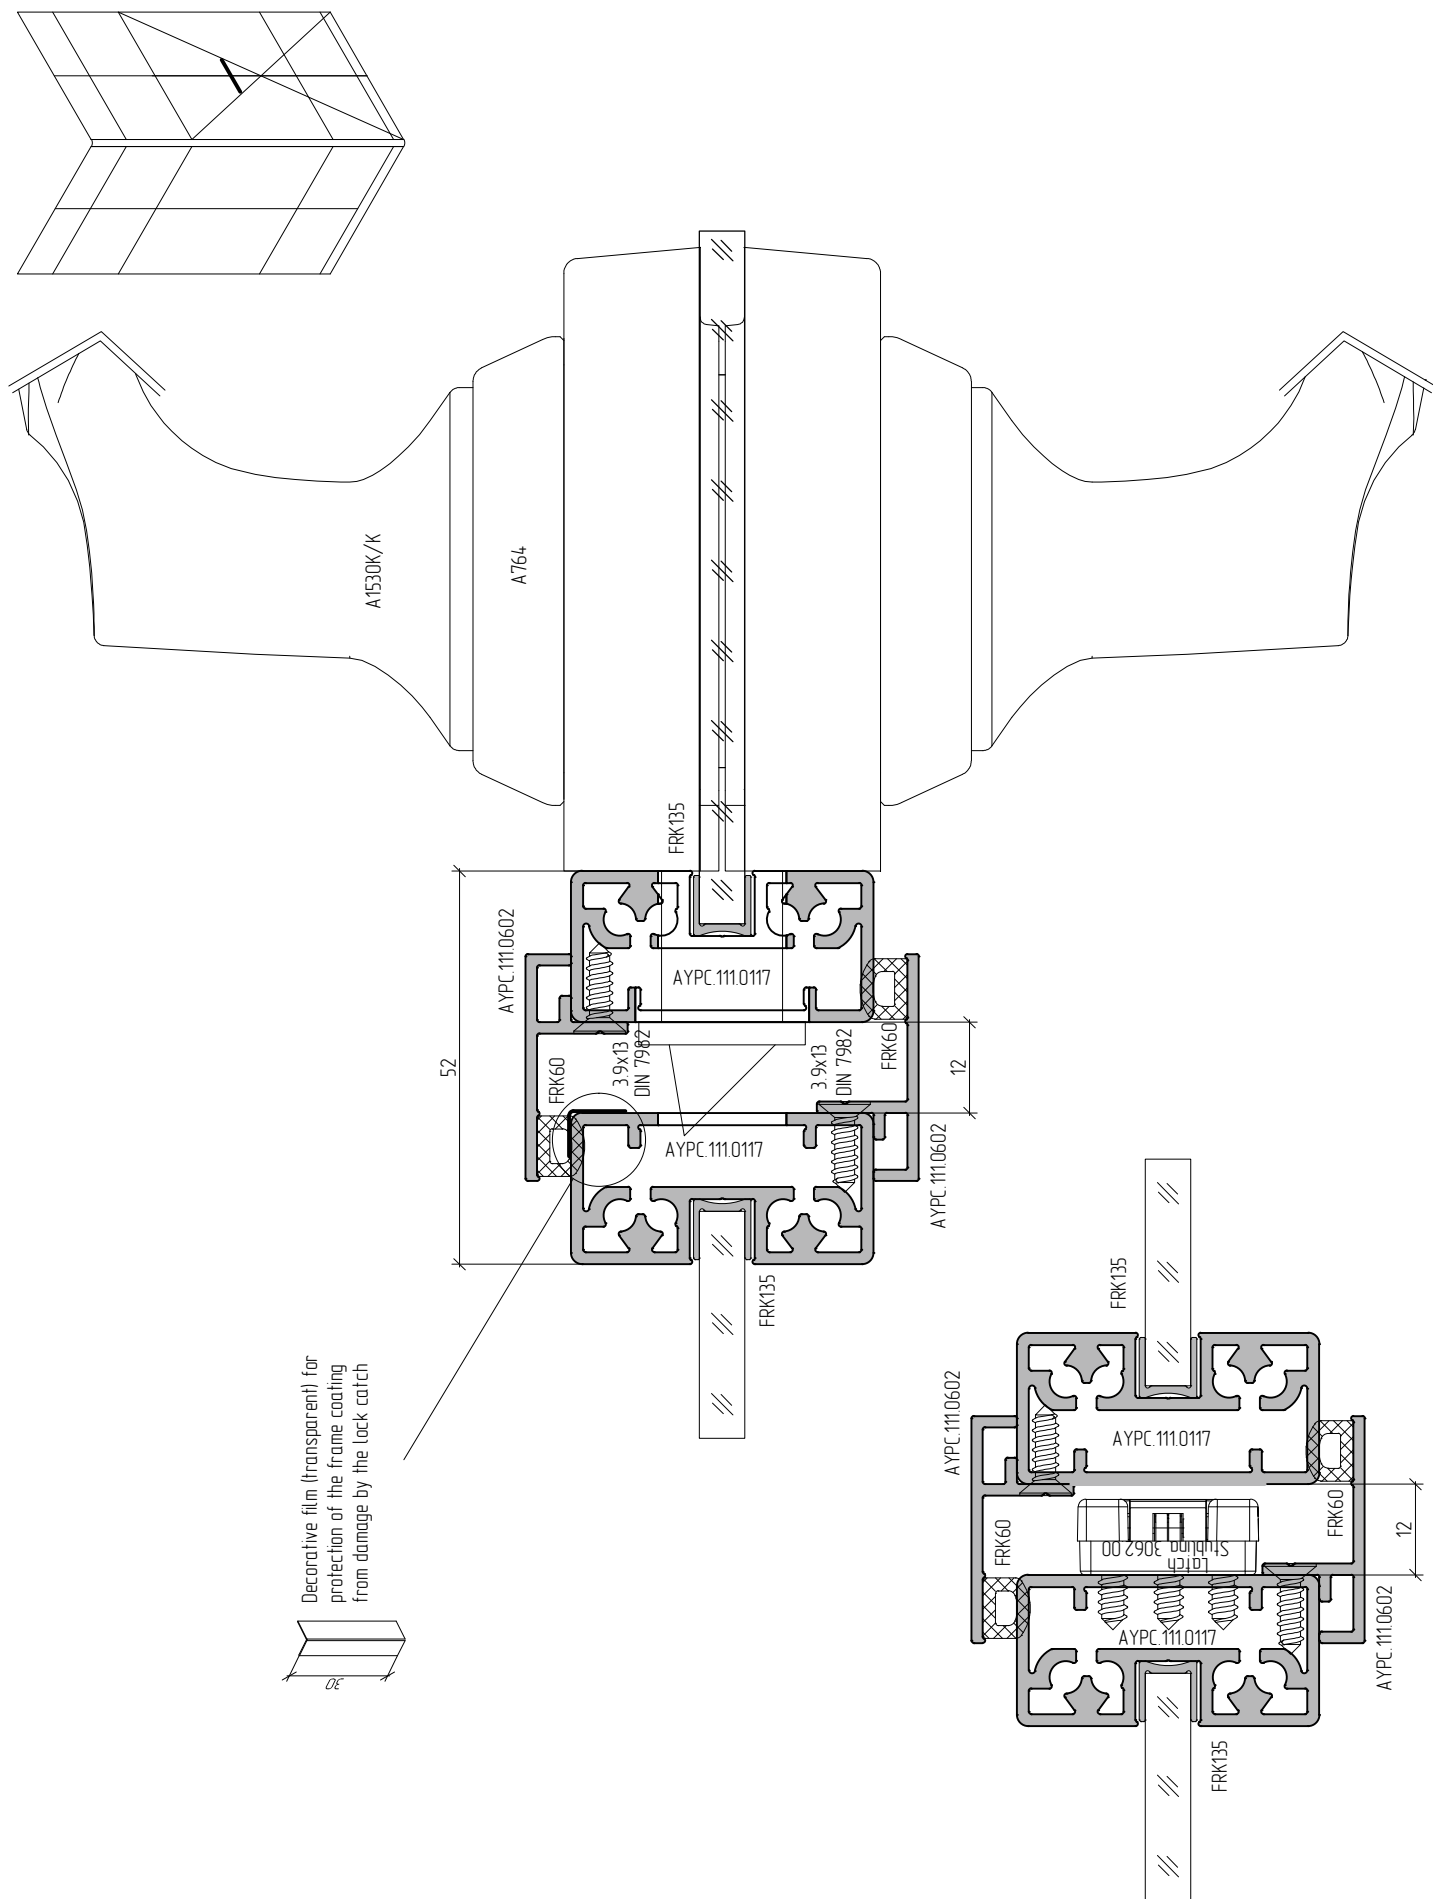 A1530K/K
A764
FRK135
AYPC.111.0602
AYPC.111.0117
52
FRK60
3.9x13
DIN 7982
3.9x13
DIN 7982
FRK60
12
AYPC.111.0117
AYPC.111.0602
FRK135
Decorative film (transparent) for
protection of the frame coating
from damage by the lock catch
30
FRK135
AYPC.111.0602
AYPC.111.0117
FRK60
Latch
Stubling 3062.00
FRK60
12
AYPC.111.0117
AYPC.111.0602
FRK135